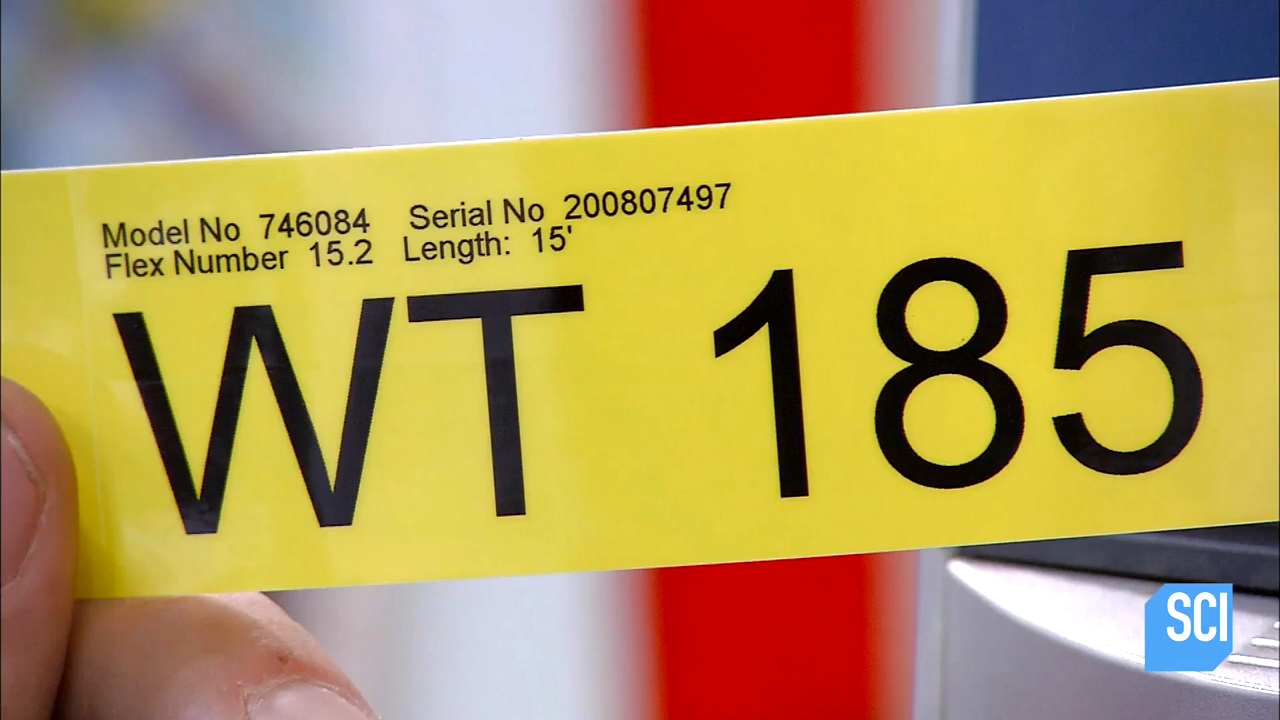 Model No 746084 Serial No 200807497
Flex Number 15.2 Length: 15'
WT 185
SCI